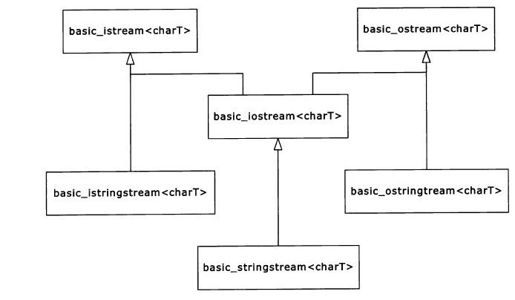 basic_istream<charT>
basic_ostream<charT>
basic_iostream<charT>
basic_istringstream<charT>
basic_ostringtream<charT>
basic_stringstream<charT>